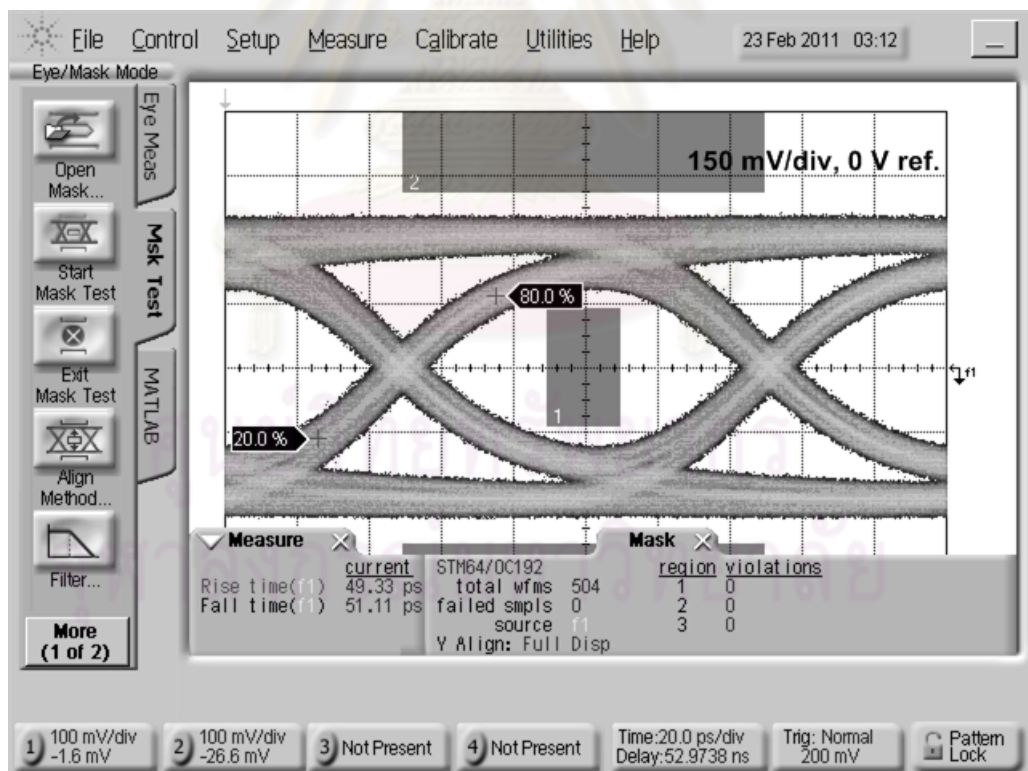 File Control Setup Measure Calibrate Utilities Help 23 Feb 2011 03:12
Eye/Mask Mode
Eye Meas
Msk Test
MATLAB
Open
Mask...
Start
Mask Test
Exit
Mask Test
Align
Method...
Filter...
More
(1 of 2)
2
150 mV/div, 0 V ref.
80.0 %
f1
1
20.0 %
Measure
current
Rise time(f1) 49.33 ps
Fall time(f1) 51.11 ps
Mask
STM64/OC192 region violations
total wfms 504 1 0
failed smpls 0 2 0
source f1 3 0
Y Align: Full Disp
1 100 mV/div
-1.6 mV
2 100 mV/div
-26.6 mV
3 Not Present
4 Not Present
Time:20.0 ps/div
Delay:52.9738 ns
Trig: Normal
200 mV
Pattern
Lock